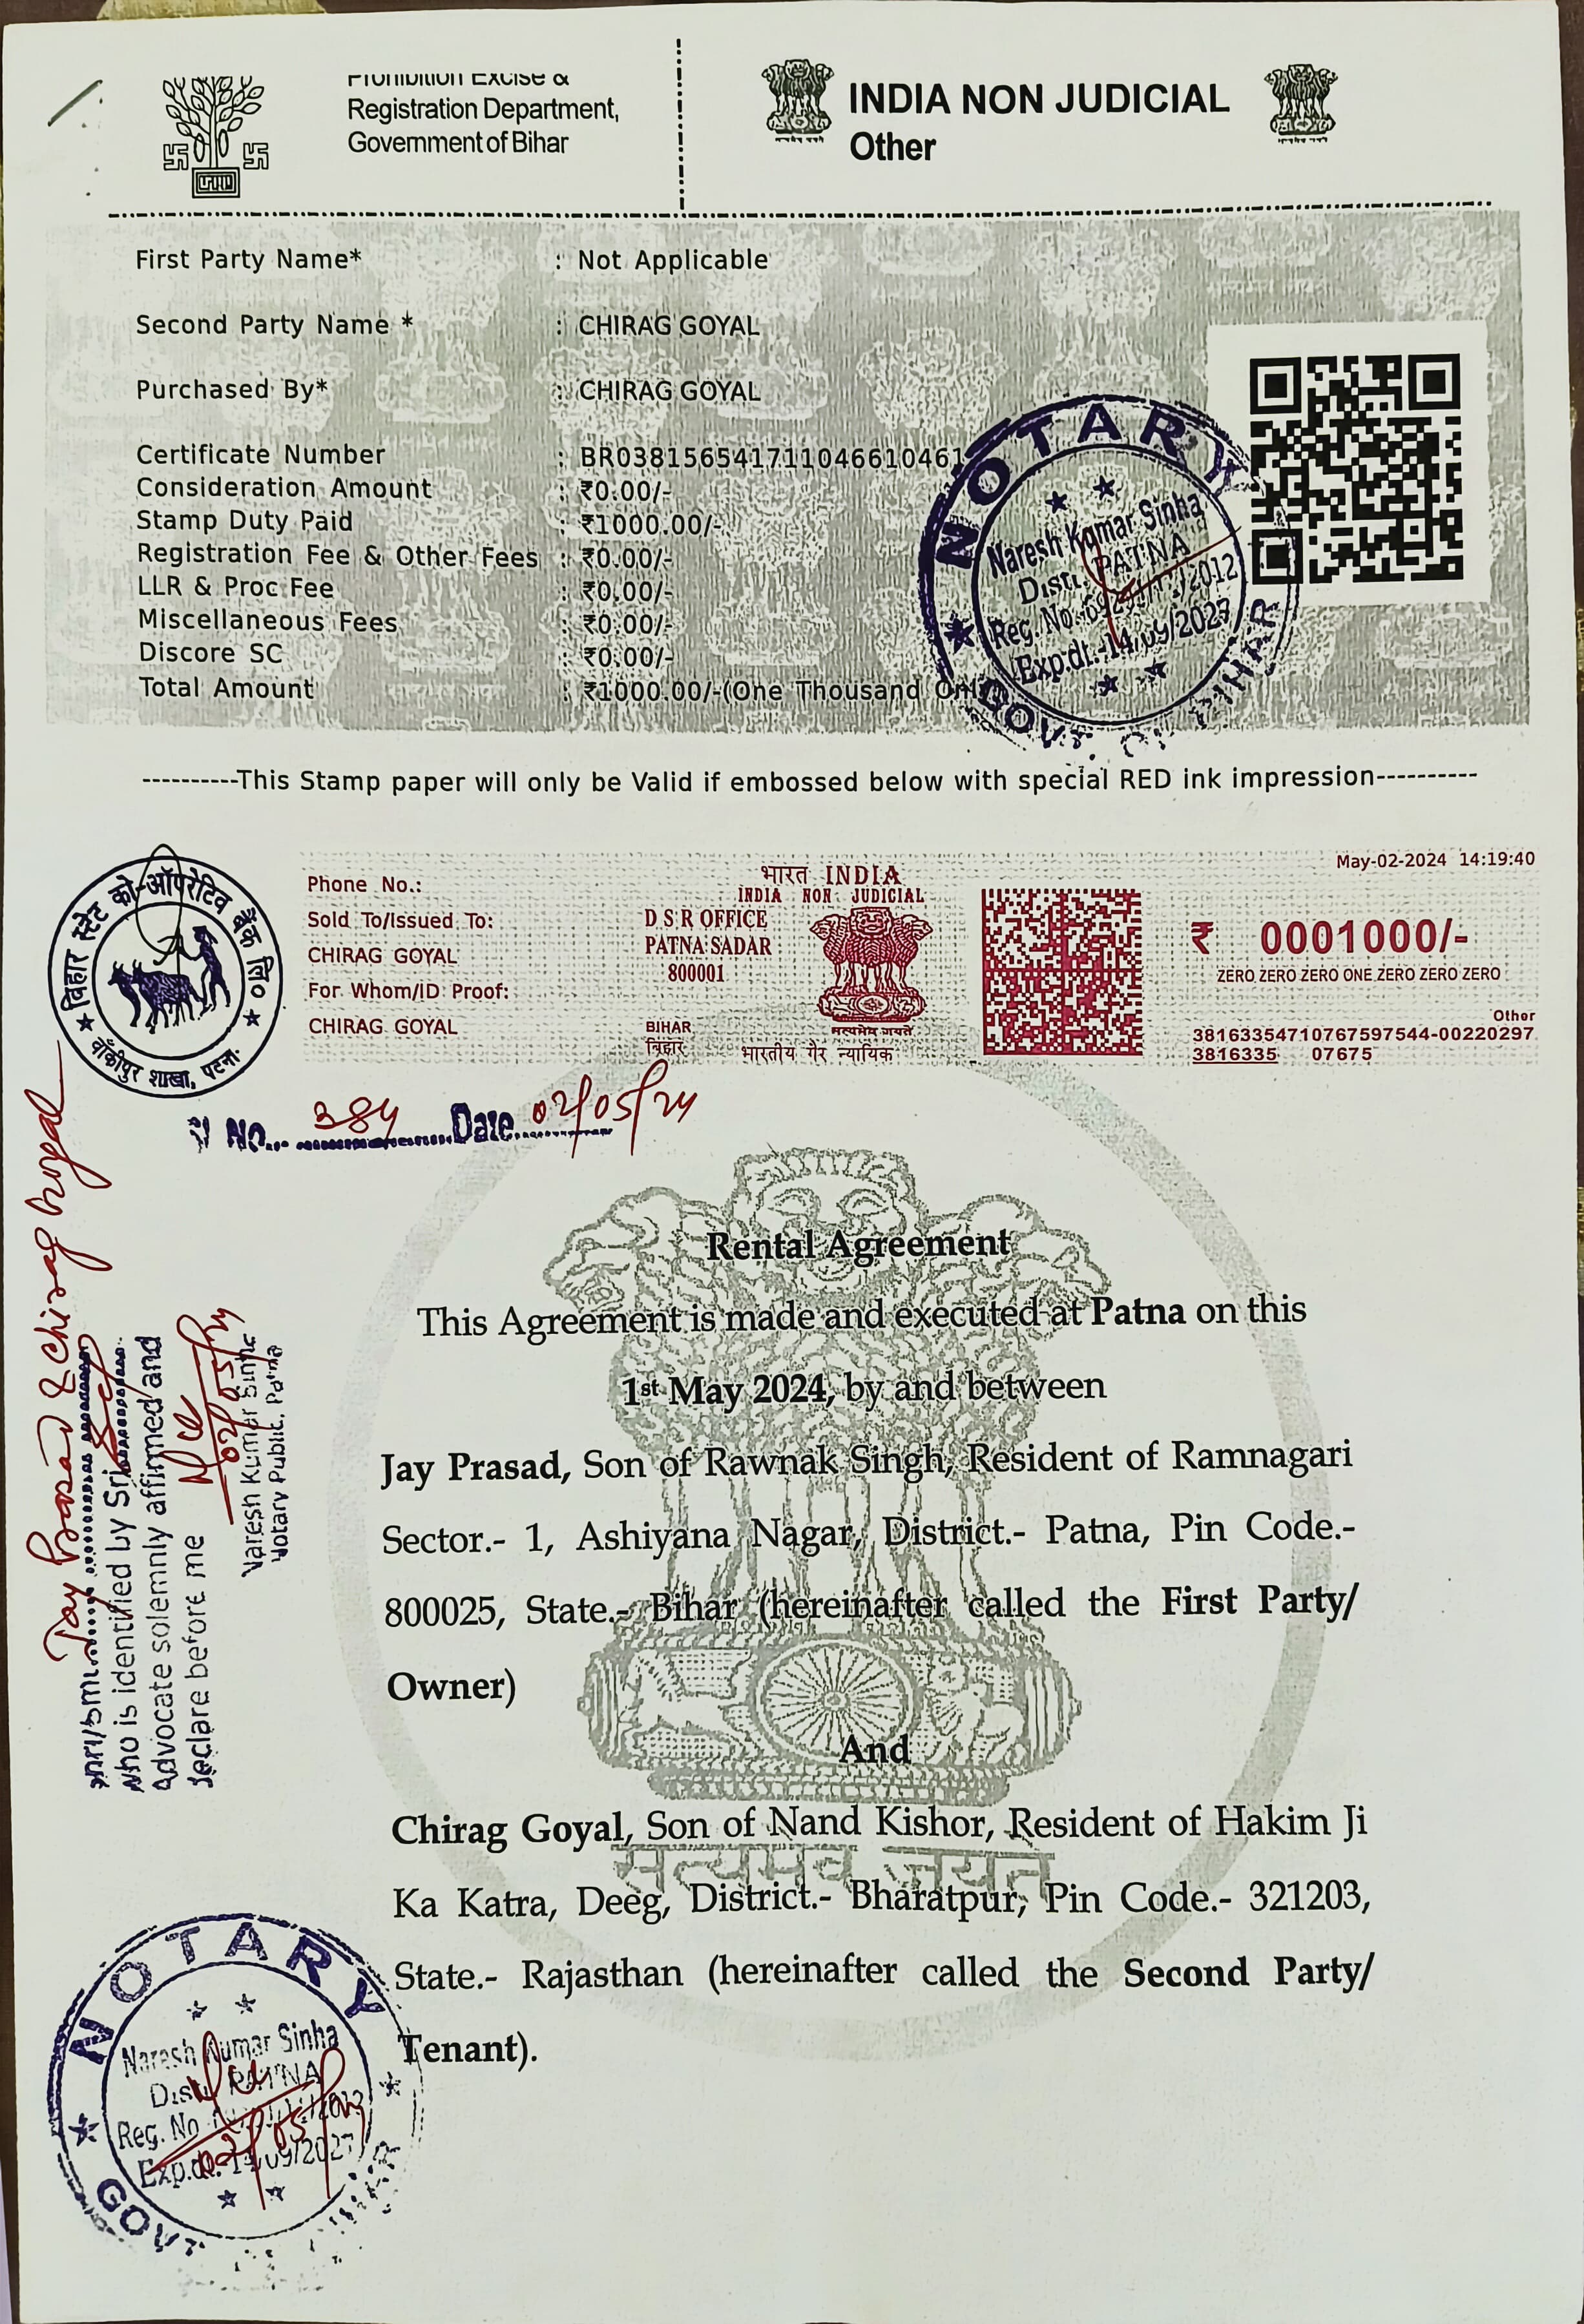 Prohibition Excise &
Registration Department,
Government of Bihar
INDIA NON JUDICIAL
Other
First Party Name* : Not Applicable
Second Party Name * : CHIRAG GOYAL
Purchased By* : CHIRAG GOYAL
Certificate Number : BR038156541711046610461
Consideration Amount : ₹0.00/-
Stamp Duty Paid : ₹1000.00/-
Registration Fee & Other Fees : ₹0.00/-
LLR & Proc Fee : ₹0.00/-
Miscellaneous Fees : ₹0.00/-
Discore SC : ₹0.00/-
Total Amount : ₹1000.00/-(One Thousand Only
NOTARY
Naresh Kumar Sinha
Distt. PATNA
Reg. No. /2012
Exp.dt.-14/09/2027
GOVT. OF BIHAR
----------This Stamp paper will only be Valid if embossed below with special RED ink impression----------
बिहार स्टेट को-ऑपरेटिव बैंक लि०
बाँकीपुर शाखा, पटना
May-02-2024 14:19:40
Phone No.:
Sold To/Issued To:
CHIRAG GOYAL
For Whom/ID Proof:
CHIRAG GOYAL
भारत INDIA
INDIA NON JUDICIAL
D S R OFFICE
PATNA SADAR
800001
BIHAR
बिहार
सत्यमेव जयते
भारतीय गैर न्यायिक
₹ 0001000/-
ZERO ZERO ZERO ONE ZERO ZERO ZERO
Other
38163354710767597544-00220297
3816335 07675
No. 384 Date 02/05/24
Rental Agreement
This Agreement is made and executed at Patna on this
1st May 2024, by and between
Jay Prasad, Son of Rawnak Singh, Resident of Ramnagari
Sector.- 1, Ashiyana Nagar, District.- Patna, Pin Code.-
800025, State.- Bihar (hereinafter called the First Party/
Owner)
And
Chirag Goyal, Son of Nand Kishor, Resident of Hakim Ji
Ka Katra, Deeg, District.- Bharatpur, Pin Code.- 321203,
State.- Rajasthan (hereinafter called the Second Party/
Tenant).
सत्यमेव जयते
Jay Prasad & Chirag Goyal
Shri/Smt
who is identified by Sri
Advocate solemnly affirmed and
declare before me
02/05/24
Naresh Kumar Sinha
Notary Public, Patna
NOTARY
Naresh Kumar Sinha
Distt. PATNA
Reg. No
Exp.dt.-14/09/2027
02/05/24
GOVT.